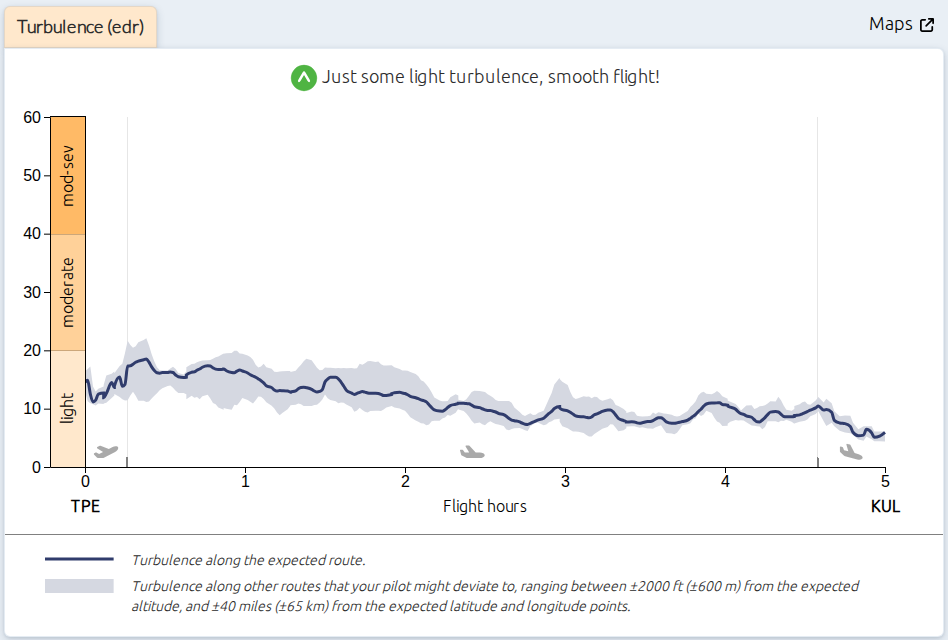 Turbulence (edr)
Maps
Just some light turbulence, smooth flight!
60
50
40
30
20
10
0
mod-sev
moderate
light
0 1 2 3 4 5
TPE Flight hours KUL
Turbulence along the expected route.
Turbulence along other routes that your pilot might deviate to, ranging between ±2000 ft (±600 m) from the expected
altitude, and ±40 miles (±65 km) from the expected latitude and longitude points.